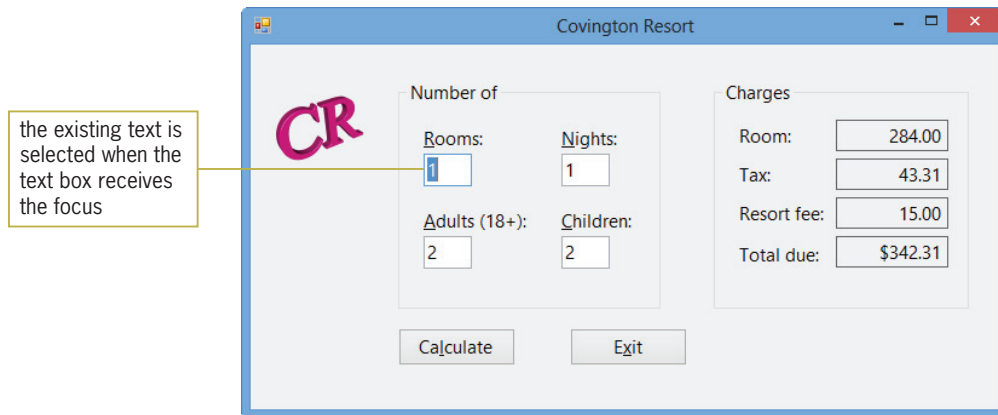 Covington Resort
the existing text is
selected when the
text box receives
the focus
CR
Number of
Rooms:
Nights:
1
1
Adults (18+):
Children:
2
2
Charges
Room:
284.00
Tax:
43.31
Resort fee:
15.00
Total due:
$342.31
Calculate
Exit